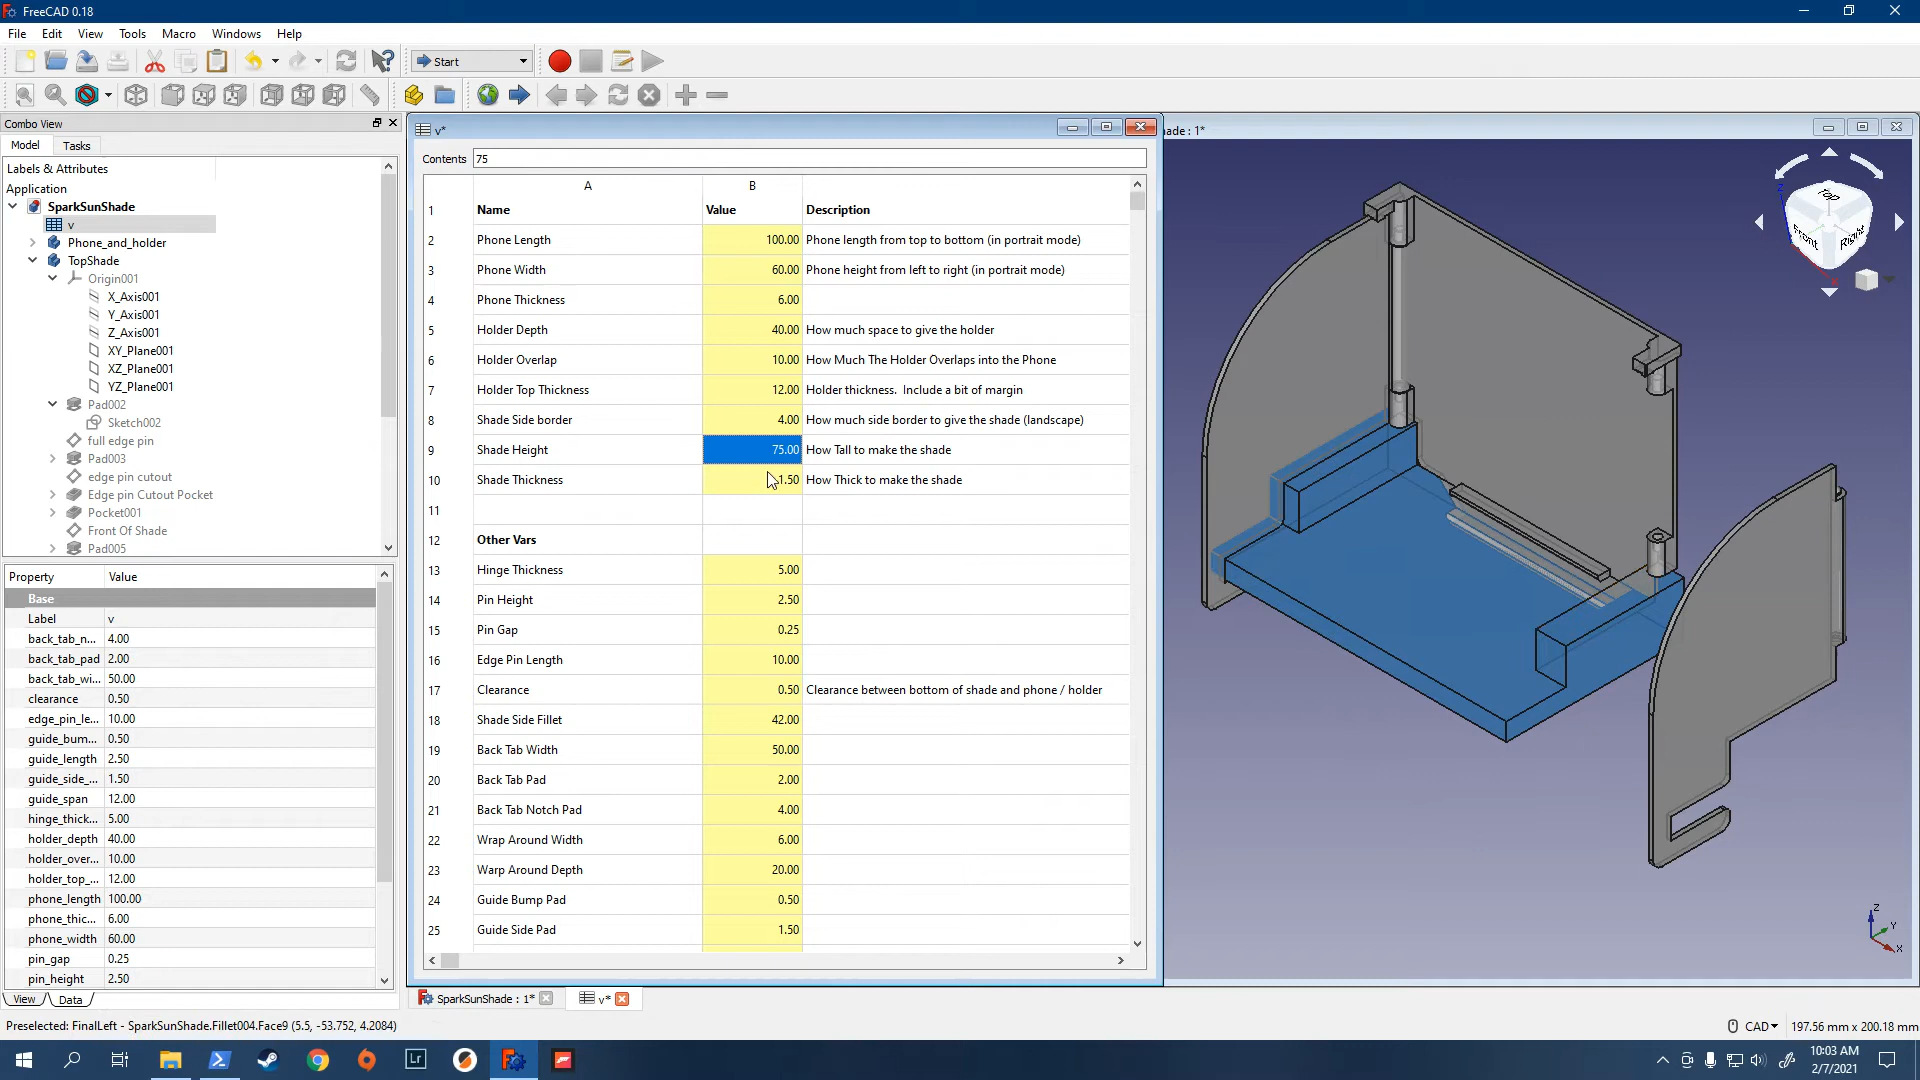 FreeCAD 0.18
File Edit View Tools Macro Windows Help
Start
Combo View
Model Tasks
Labels & Attributes
Application
SparkSunShade
v
Phone_and_holder
TopShade
Origin001
X_Axis001
Y_Axis001
Z_Axis001
XY_Plane001
XZ_Plane001
YZ_Plane001
Pad002
Sketch002
full edge pin
Pad003
edge pin cutout
Edge pin Cutout Pocket
Pocket001
Front Of Shade
Pad005
Property Value
Base
Label v
back_tab_n... 4.00
back_tab_pad 2.00
back_tab_wi... 50.00
clearance 0.50
edge_pin_le... 10.00
guide_bum... 0.50
guide_length 2.50
guide_side_... 1.50
guide_span 12.00
hinge_thick... 5.00
holder_depth 40.00
holder_over... 10.00
holder_top_... 12.00
phone_length 100.00
phone_thic... 6.00
phone_width 60.00
pin_gap 0.25
pin_height 2.50
View Data
v*
Contents 75
A B
1 Name Value Description
2 Phone Length 100.00 Phone length from top to bottom (in portrait mode)
3 Phone Width 60.00 Phone height from left to right (in portrait mode)
4 Phone Thickness 6.00
5 Holder Depth 40.00 How much space to give the holder
6 Holder Overlap 10.00 How Much The Holder Overlaps into the Phone
7 Holder Top Thickness 12.00 Holder thickness. Include a bit of margin
8 Shade Side border 4.00 How much side border to give the shade (landscape)
9 Shade Height 75.00 How Tall to make the shade
10 Shade Thickness 1.50 How Thick to make the shade
11
12 Other Vars
13 Hinge Thickness 5.00
14 Pin Height 2.50
15 Pin Gap 0.25
16 Edge Pin Length 10.00
17 Clearance 0.50 Clearance between bottom of shade and phone / holder
18 Shade Side Fillet 42.00
19 Back Tab Width 50.00
20 Back Tab Pad 2.00
21 Back Tab Notch Pad 4.00
22 Wrap Around Width 6.00
23 Warp Around Depth 20.00
24 Guide Bump Pad 0.50
25 Guide Side Pad 1.50
SparkSunShade : 1* v*
ade : 1*
Top
Front Right
Z
Z
Y
X
Preselected: FinalLeft - SparkSunShade.Fillet004.Face9 (5.5, -53.752, 4.2084)
CAD 197.56 mm x 200.18 mm
Lr
10:03 AM
2/7/2021